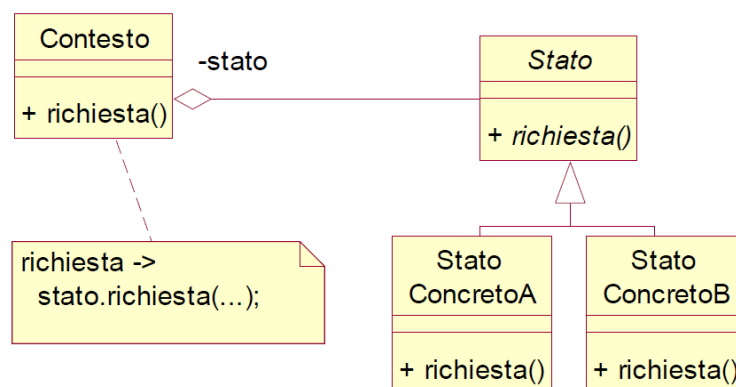 Contesto
+ richiesta()
-stato
Stato
+ richiesta()
richiesta ->
stato.richiesta(...);
Stato
ConcretoA
+ richiesta()
Stato
ConcretoB
+ richiesta()